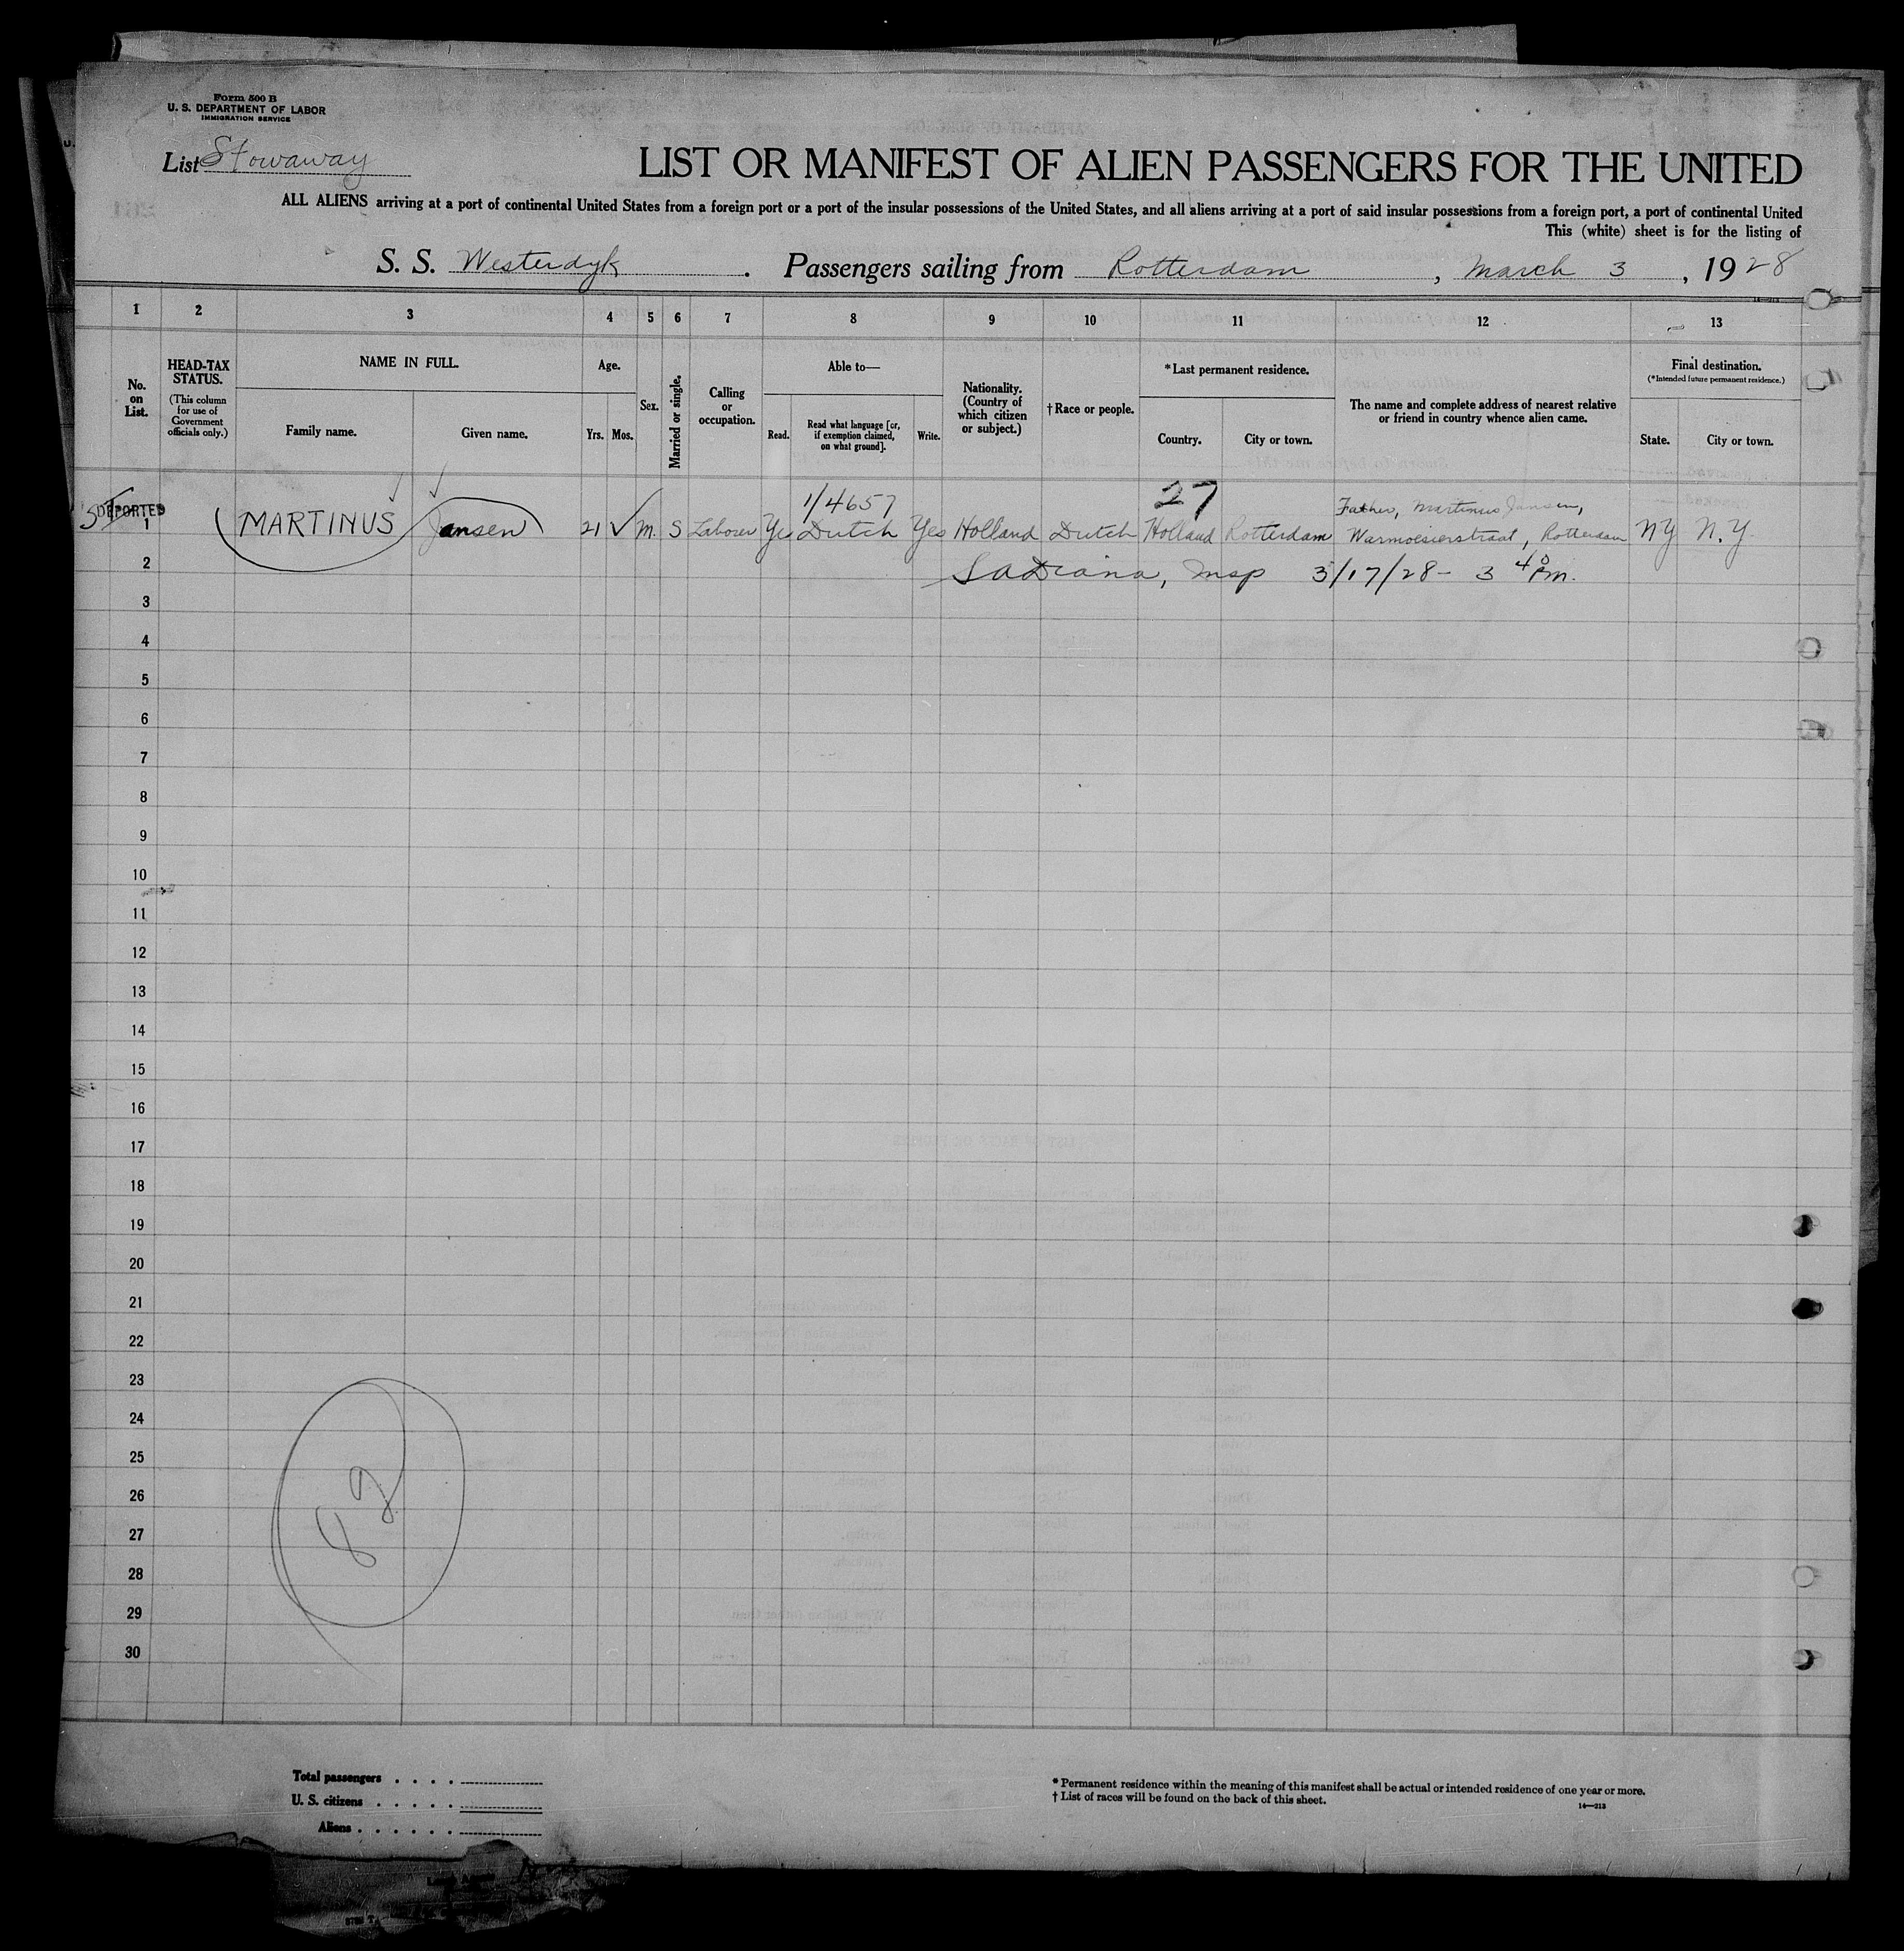 Form 500 B
U. S. DEPARTMENT OF LABOR
IMMIGRATION SERVICE
List Stowaway
LIST OR MANIFEST OF ALIEN PASSENGERS FOR THE UNITED
ALL ALIENS arriving at a port of continental United States from a foreign port or a port of the insular possessions of the United States, and all aliens arriving at a port of said insular possessions from a foreign port, a port of continental United
This (white) sheet is for the listing of
S. S. Westerdyk . Passengers sailing from Rotterdam , March 3 , 1928
1 2 3 4 5 6 7 8 9 10 11 12 13
No. on List.
HEAD-TAX STATUS.
(This column for use of Government officials only.)
NAME IN FULL.
Family name. Given name.
Age.
Yrs. Mos.
Sex.
Married or single.
Calling or occupation.
Able to—
Read. Read what language [or, if exemption claimed, on what ground]. Write.
Nationality. (Country of which citizen or subject.)
† Race or people.
* Last permanent residence.
Country. City or town.
The name and complete address of nearest relative or friend in country whence alien came.
Final destination.
(* Intended future permanent residence.)
State. City or town.
DEPORTED
1/4657 27 Father, Martinus Jansen,
1 MARTINUS Jansen 21 ✓ M. S Laborer Yes Dutch Yes Holland Dutch Holland Rotterdam Warmoesierstraat, Rotterdam NY N.Y.
2 Insp 3/17/28 - 3 40 Pm.
3
4
5
6
7
8
9
10
11
12
13
14
15
16
17
18
19
20
21
22
23
24
25
26
27
28
29
30
82
Total passengers . . . .
U. S. citizens . . . . .
Aliens . . . . . .
* Permanent residence within the meaning of this manifest shall be actual or intended residence of one year or more.
† List of races will be found on the back of this sheet.
14—213